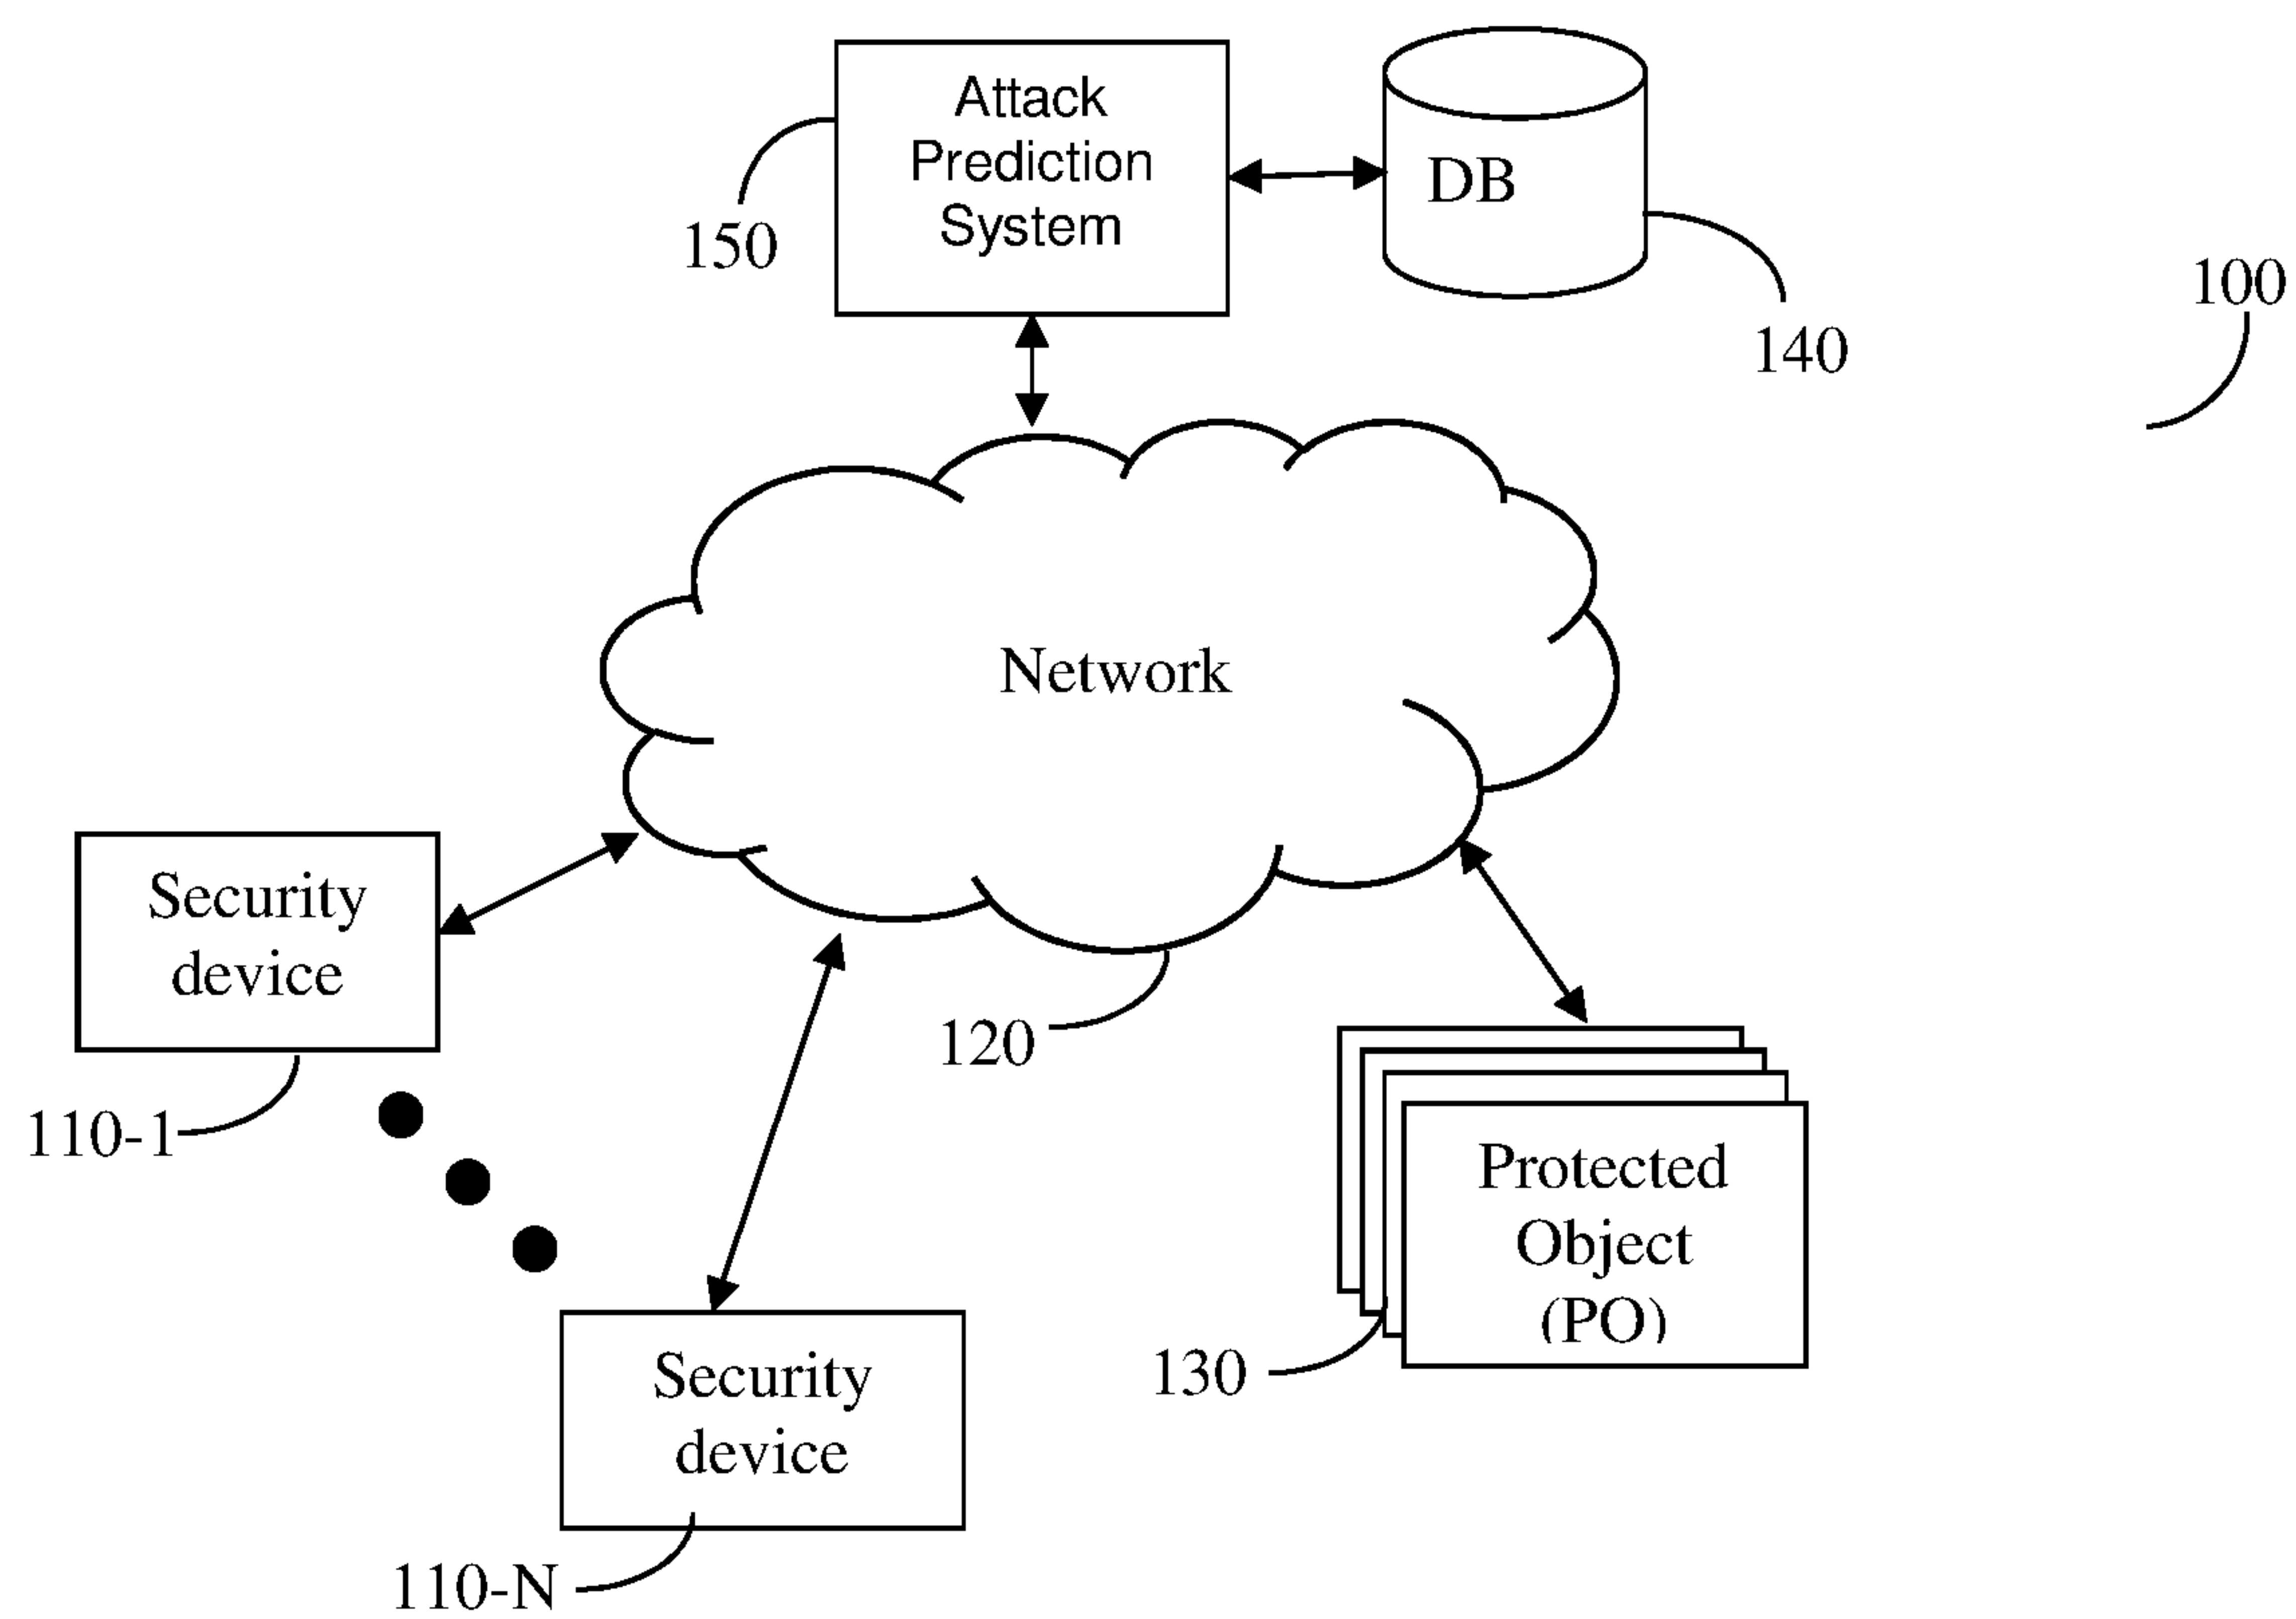 Attack
Prediction
System
DB
150
140
100
Network
Security
device
120
110-1
Protected
Object
(PO)
130
Security
device
110-N